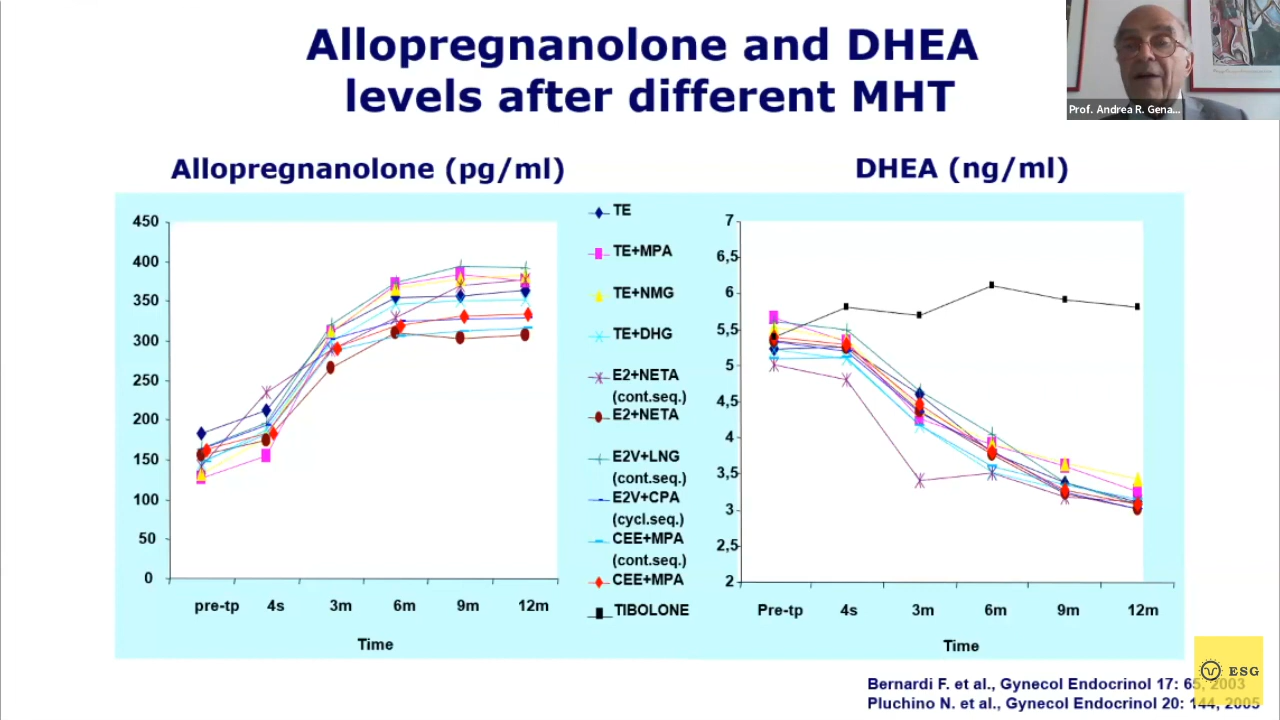 Allopregnanolone and DHEA
levels after different MHT
Prof. Andrea R. Gena...
Allopregnanolone (pg/ml)
DHEA (ng/ml)
450
400
350
300
250
200
150
100
50
0
pre-tp 4s 3m 6m 9m 12m
Time
TE
TE+MPA
TE+NMG
TE+DHG
E2+NETA
(cont.seq.)
E2+NETA
E2V+LNG
(cont.seq.)
E2V+CPA
(cycl.seq.)
CEE+MPA
(cont.seq.)
CEE+MPA
TIBOLONE
7
6,5
6
5,5
5
4,5
4
3,5
3
2,5
2
Pre-tp 4s 3m 6m 9m 12m
Time
ESG
Bernardi F. et al., Gynecol Endocrinol 17: 65, 2003
Pluchino N. et al., Gynecol Endocrinol 20: 144, 2005